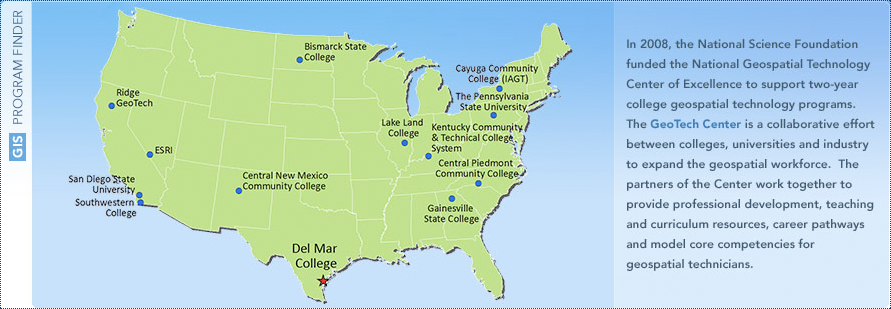 GIS PROGRAM FINDER
Bismarck State
College
Cayuga Community
College (IAGT)
Ridge
GeoTech
The Pennsylvania
State University
Lake Land
College
Kentucky Community
& Technical College
System
ESRI
Central Piedmont
Community College
San Diego State
University
Southwestern
College
Central New Mexico
Community College
Gainesville
State College
Del Mar
College
In 2008, the National Science Foundation
funded the National Geospatial Technology
Center of Excellence to support two-year
college geospatial technology programs.
The GeoTech Center is a collaborative effort
between colleges, universities and industry
to expand the geospatial workforce. The
partners of the Center work together to
provide professional development, teaching
and curriculum resources, career pathways
and model core competencies for
geospatial technicians.